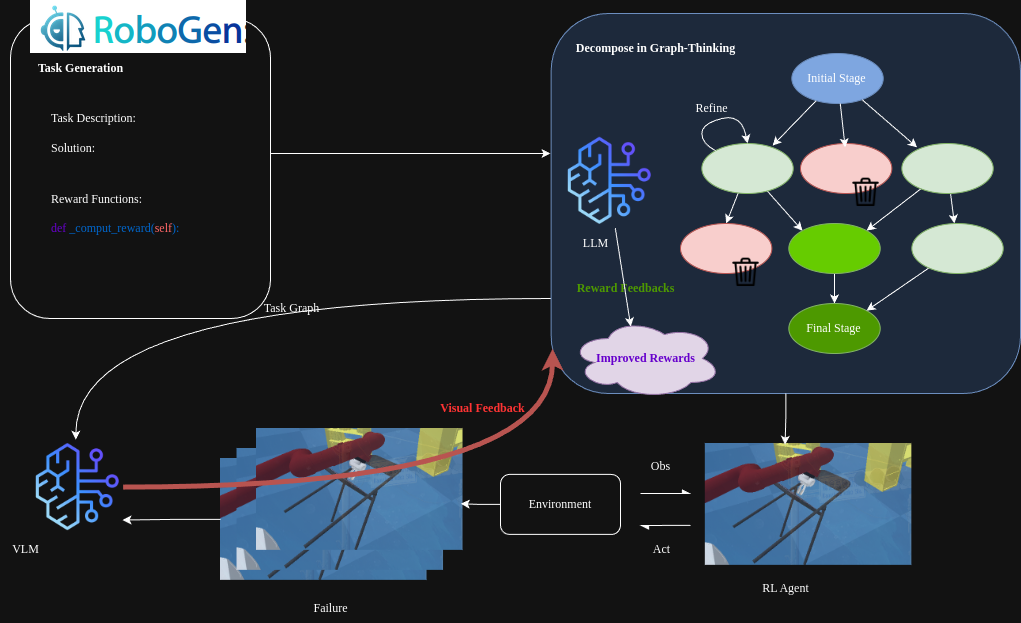 RoboGen
Task Generation
Task Description:
Solution:
Reward Functions:
def _comput_reward(self):
Decompose in Graph-Thinking
Initial Stage
Refine
LLM
Reward Feedbacks
Improved Rewards
Final Stage
Task Graph
Visual Feedback
VLM
Failure
Environment
Obs
Act
RL Agent